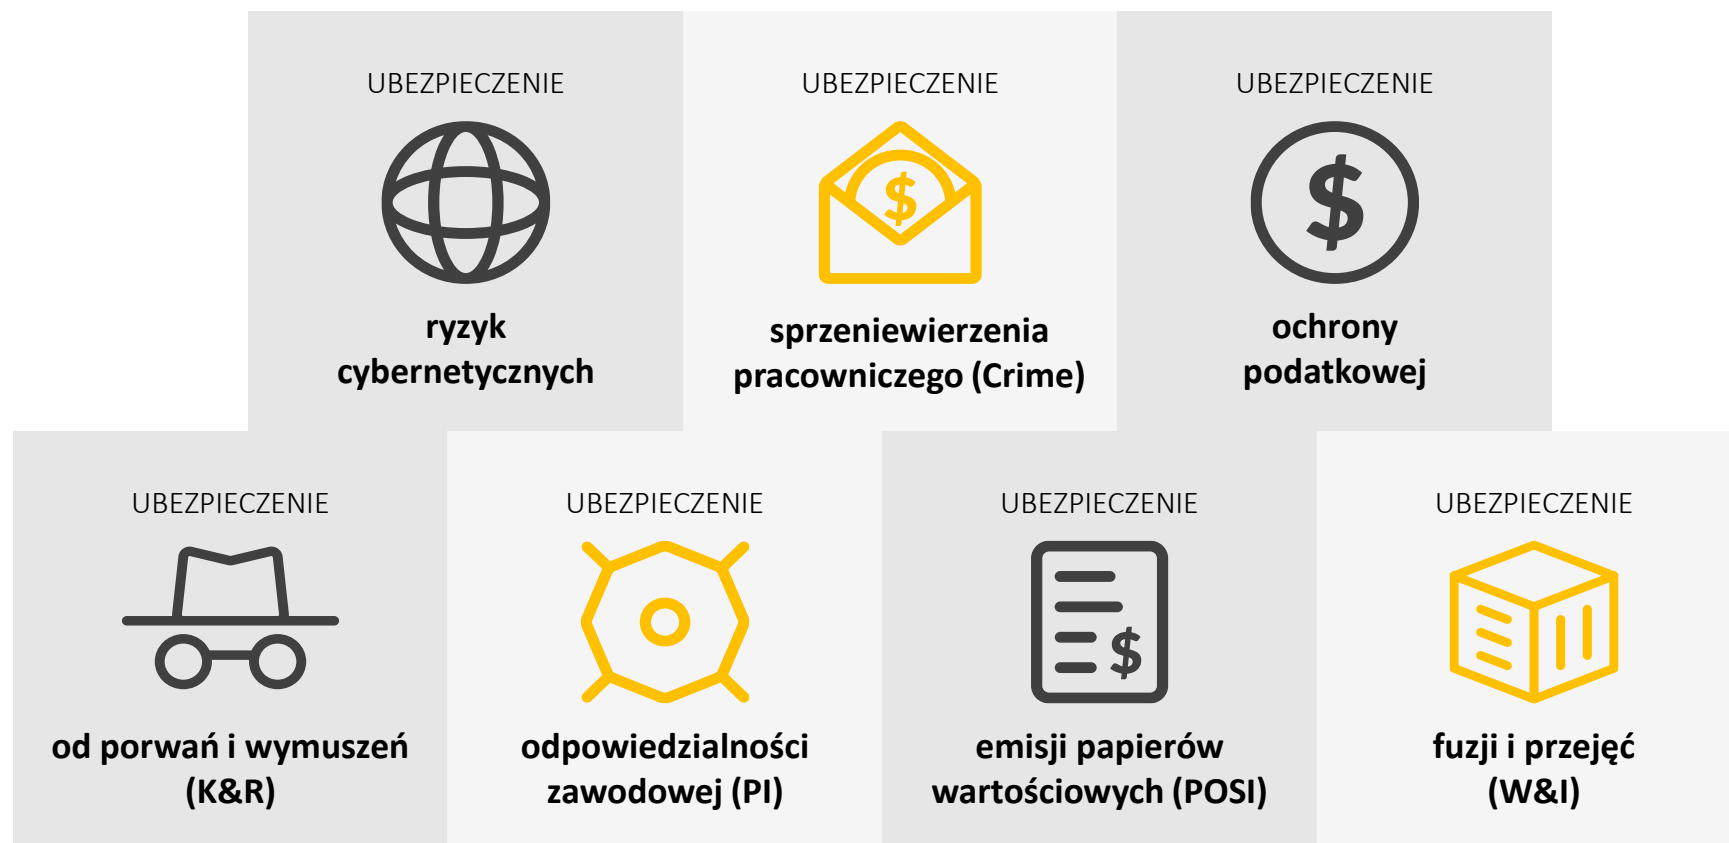 UBEZPIECZENIE
ryzyk
cybernetycznych
UBEZPIECZENIE
$
sprzeniewierzenia
pracowniczego (Crime)
UBEZPIECZENIE
$
ochrony
podatkowej
UBEZPIECZENIE
od porwań i wymuszeń
(K&R)
UBEZPIECZENIE
odpowiedzialności
zawodowej (PI)
UBEZPIECZENIE
$
emisji papierów
wartościowych (POSI)
UBEZPIECZENIE
fuzji i przejęć
(W&I)